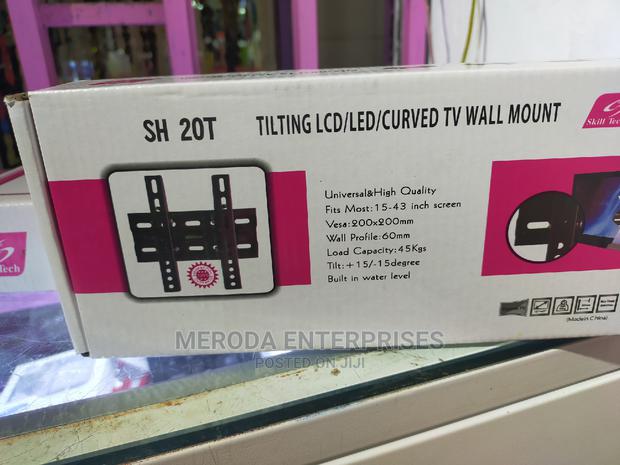 SH 20T
TILTING LCD/LED/CURVED TV WALL MOUNT
Skill Tec
Universal&High Quality
Fits Most:15-43 inch screen
Vesa:200x200mm
Wall Profile:60mm
Load Capacity:45Kgs
Tilt:+15/-15degree
Built in water level
Tech
(Made in China)
MERODA ENTERPRISES
POSTED ON JIJI